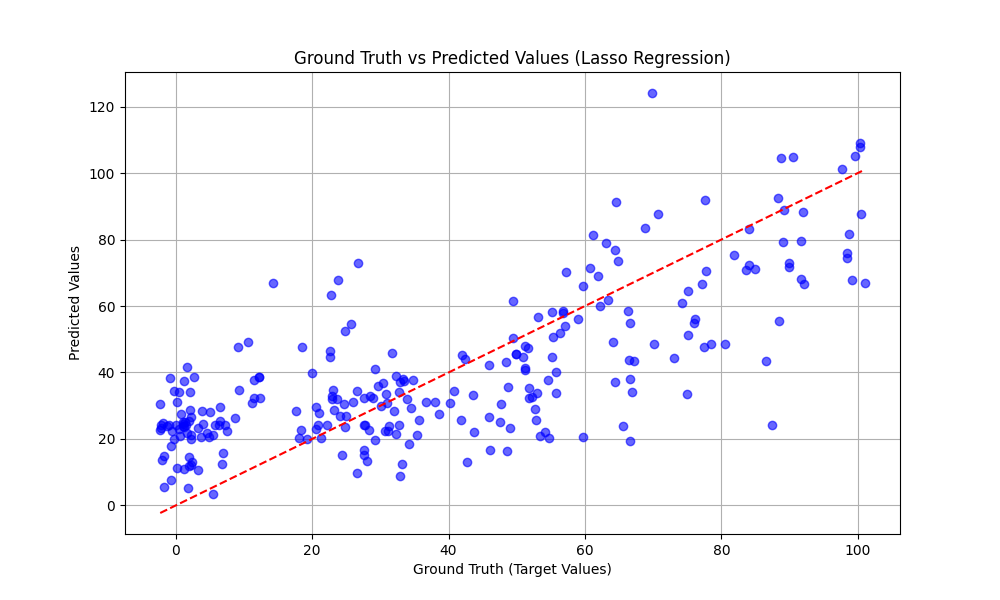 Ground Truth vs Predicted Values (Lasso Regression)
Predicted Values
120
100
80
60
40
20
0
0 20 40 60 80 100
Ground Truth (Target Values)